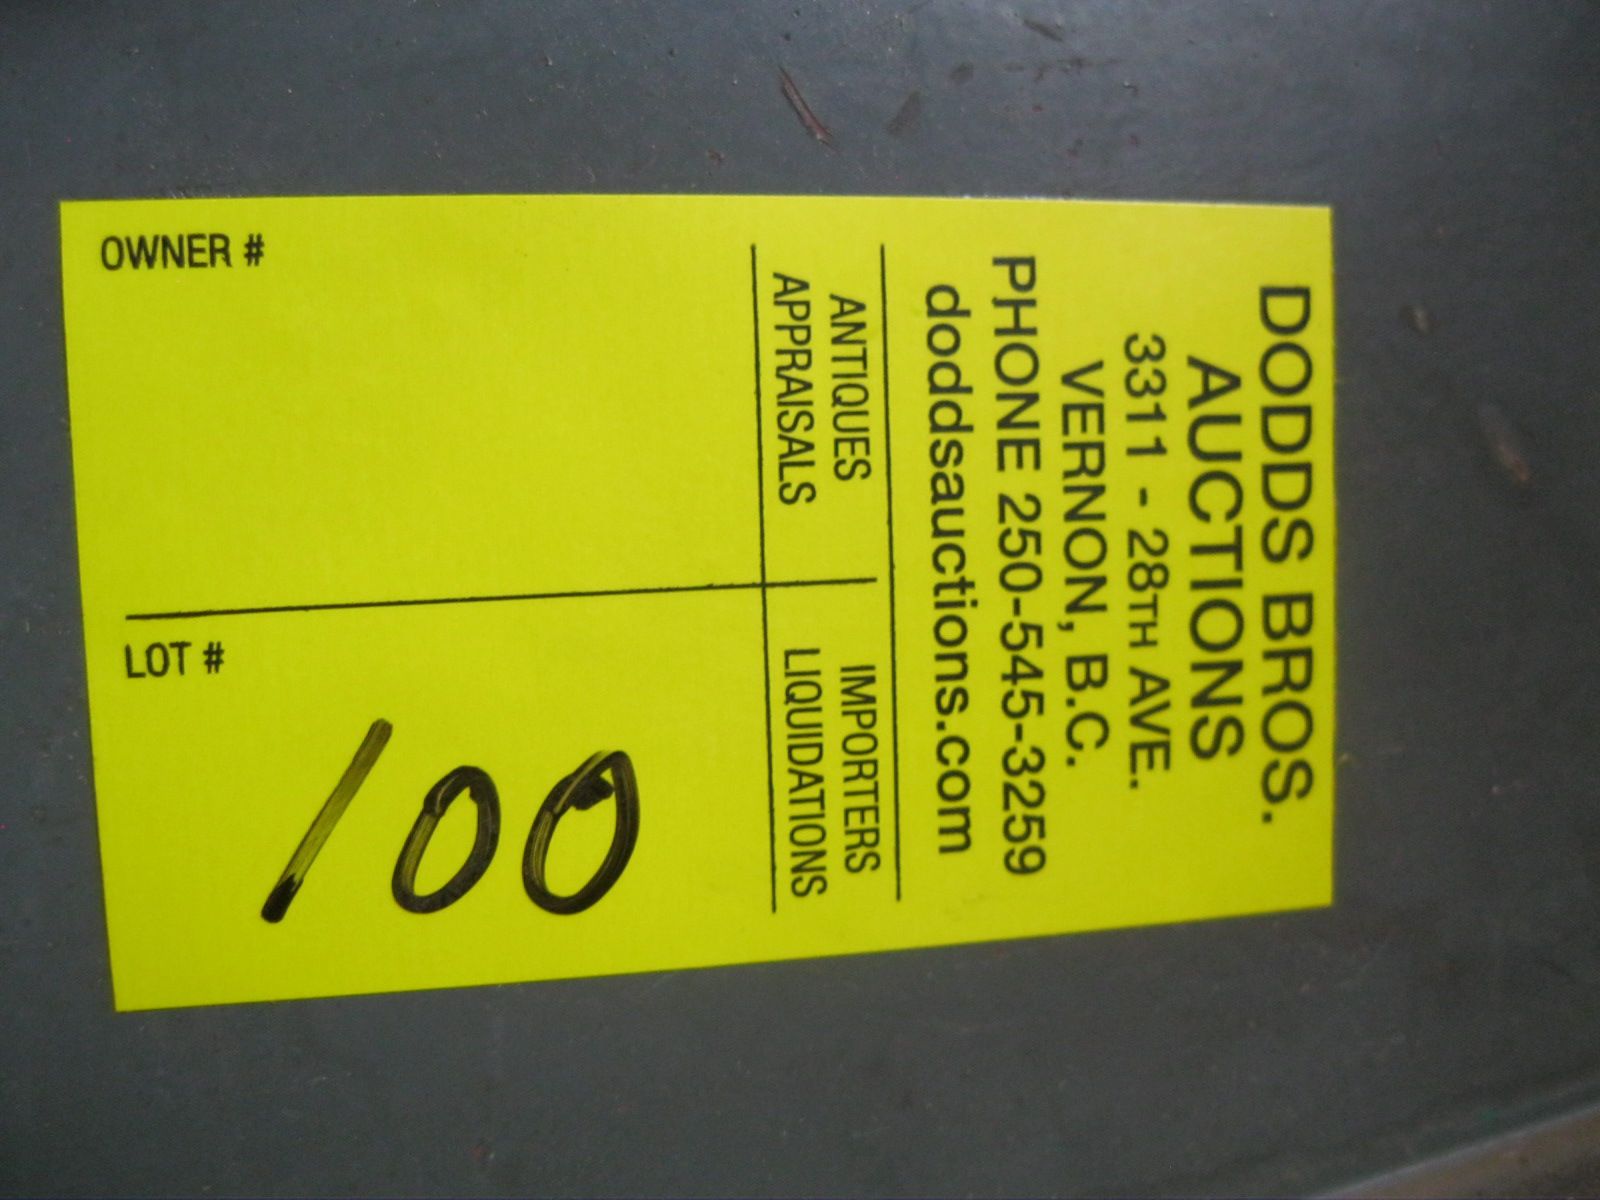 DODDS BROS.
AUCTIONS
3311 - 28TH AVE.
VERNON, B.C.
PHONE 250-545-3259
doddsauctions.com
ANTIQUES
APPRAISALS
IMPORTERS
LIQUIDATIONS
OWNER #
LOT #
100